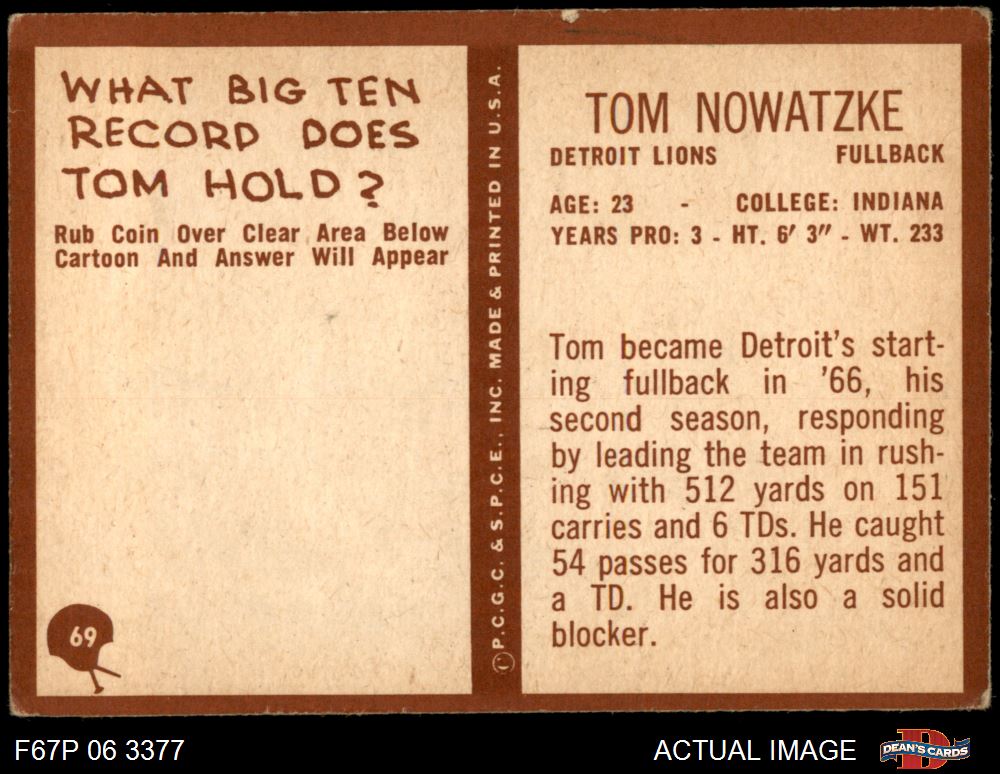 WHAT BIG TEN
RECORD DOES
TOM HOLD?
Rub Coin Over Clear Area Below
Cartoon And Answer Will Appear
69
©P.C.G.C. & S.P.C.E., INC. MADE & PRINTED IN U.S.A.
TOM NOWATZKE
DETROIT LIONS FULLBACK
AGE: 23 - COLLEGE: INDIANA
YEARS PRO: 3 - HT. 6' 3" - WT. 233
Tom became Detroit's start-
ing fullback in '66, his
second season, responding
by leading the team in rush-
ing with 512 yards on 151
carries and 6 TDs. He caught
54 passes for 316 yards and
a TD. He is also a solid
blocker.
F67P 06 3377
ACTUAL IMAGE
D
DEAN'S CARDS